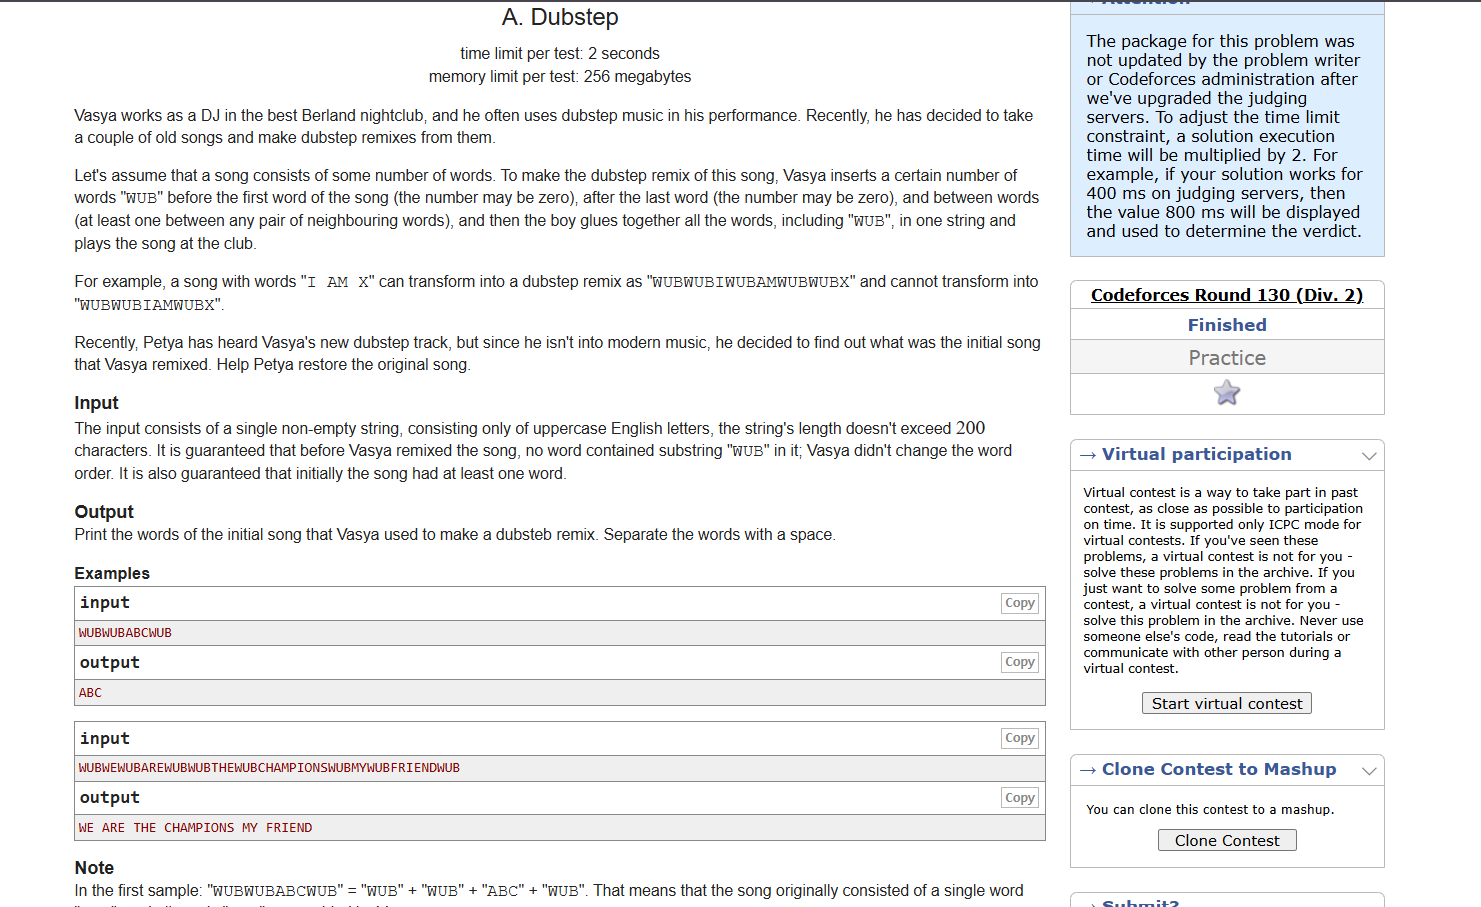 A. Dubstep
time limit per test: 2 seconds
memory limit per test: 256 megabytes
Vasya works as a DJ in the best Berland nightclub, and he often uses dubstep music in his performance. Recently, he has decided to take
a couple of old songs and make dubstep remixes from them.
Let's assume that a song consists of some number of words. To make the dubstep remix of this song, Vasya inserts a certain number of
words "WUB" before the first word of the song (the number may be zero), after the last word (the number may be zero), and between words
(at least one between any pair of neighbouring words), and then the boy glues together all the words, including "WUB", in one string and
plays the song at the club.
For example, a song with words "I AM X" can transform into a dubstep remix as "WUBWUBIWUBAMWUBWUBX" and cannot transform into
"WUBWUBIAMWUBX".
Recently, Petya has heard Vasya's new dubstep track, but since he isn't into modern music, he decided to find out what was the initial song
that Vasya remixed. Help Petya restore the original song.
Input
The input consists of a single non-empty string, consisting only of uppercase English letters, the string's length doesn't exceed 200
characters. It is guaranteed that before Vasya remixed the song, no word contained substring "WUB" in it; Vasya didn't change the word
order. It is also guaranteed that initially the song had at least one word.
Output
Print the words of the initial song that Vasya used to make a dubsteb remix. Separate the words with a space.
Examples
input
Copy
WUBWUBABCWUB
output
Copy
ABC
input
Copy
WUBWEWUBAREWUBWUBTHEWUBCHAMPIONSWUBMYWUBFRIENDWUB
output
Copy
WE ARE THE CHAMPIONS MY FRIEND
Note
In the first sample: "WUBWUBABCWUB" = "WUB" + "WUB" + "ABC" + "WUB". That means that the song originally consisted of a single word
→ Attention
The package for this problem was
not updated by the problem writer
or Codeforces administration after
we've upgraded the judging
servers. To adjust the time limit
constraint, a solution execution
time will be multiplied by 2. For
example, if your solution works for
400 ms on judging servers, then
the value 800 ms will be displayed
and used to determine the verdict.
Codeforces Round 130 (Div. 2)
Finished
Practice
→ Virtual participation
Virtual contest is a way to take part in past
contest, as close as possible to participation
on time. It is supported only ICPC mode for
virtual contests. If you've seen these
problems, a virtual contest is not for you -
solve these problems in the archive. If you
just want to solve some problem from a
contest, a virtual contest is not for you -
solve this problem in the archive. Never use
someone else's code, read the tutorials or
communicate with other person during a
virtual contest.
Start virtual contest
→ Clone Contest to Mashup
You can clone this contest to a mashup.
Clone Contest
→ Submit?